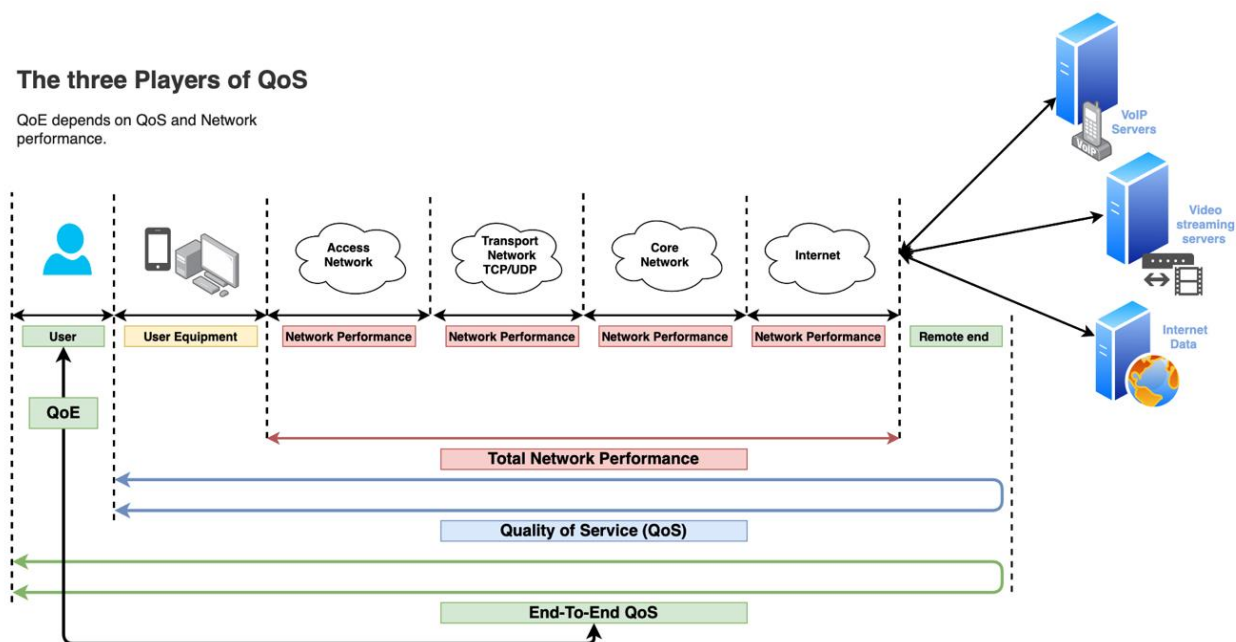 The three Players of QoS
QoE depends on QoS and Network
performance.
VoIP
VoIP
Servers
Video
streaming
servers
Internet
Data
Access
Network
Transport
Network
TCP/UDP
Core
Network
Internet
User
User Equipment
Network Performance
Network Performance
Network Performance
Network Performance
Remote end
QoE
Total Network Performance
Quality of Service (QoS)
End-To-End QoS